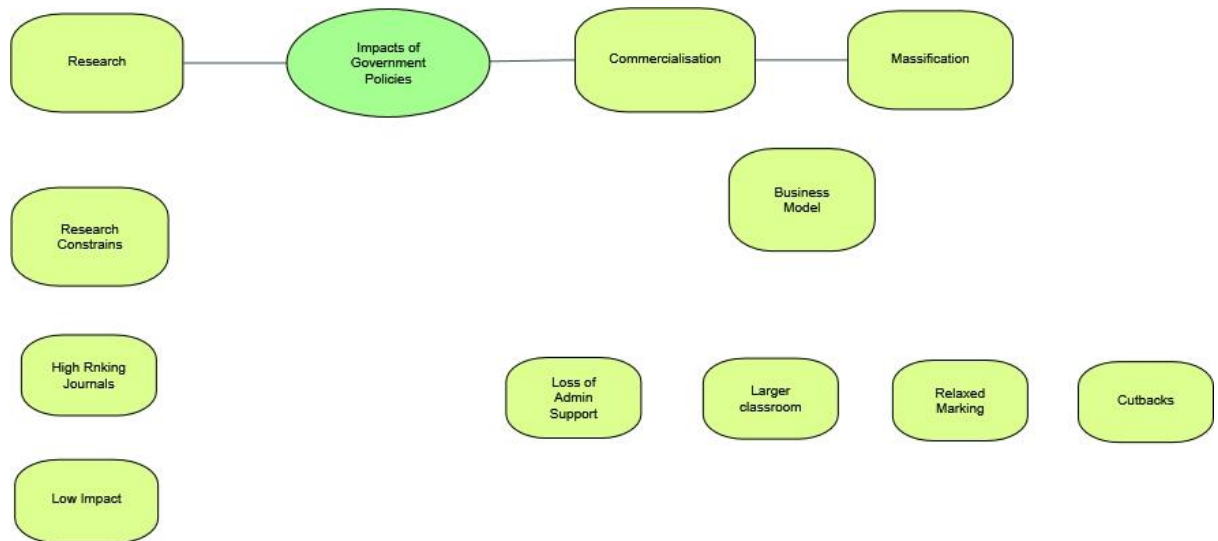 Research
Impacts of
Government
Policies
Commercialisation
Massification
Business
Model
Research
Constrains
High Rnking
Journals
Loss of
Admin
Support
Larger
classroom
Relaxed
Marking
Cutbacks
Low Impact